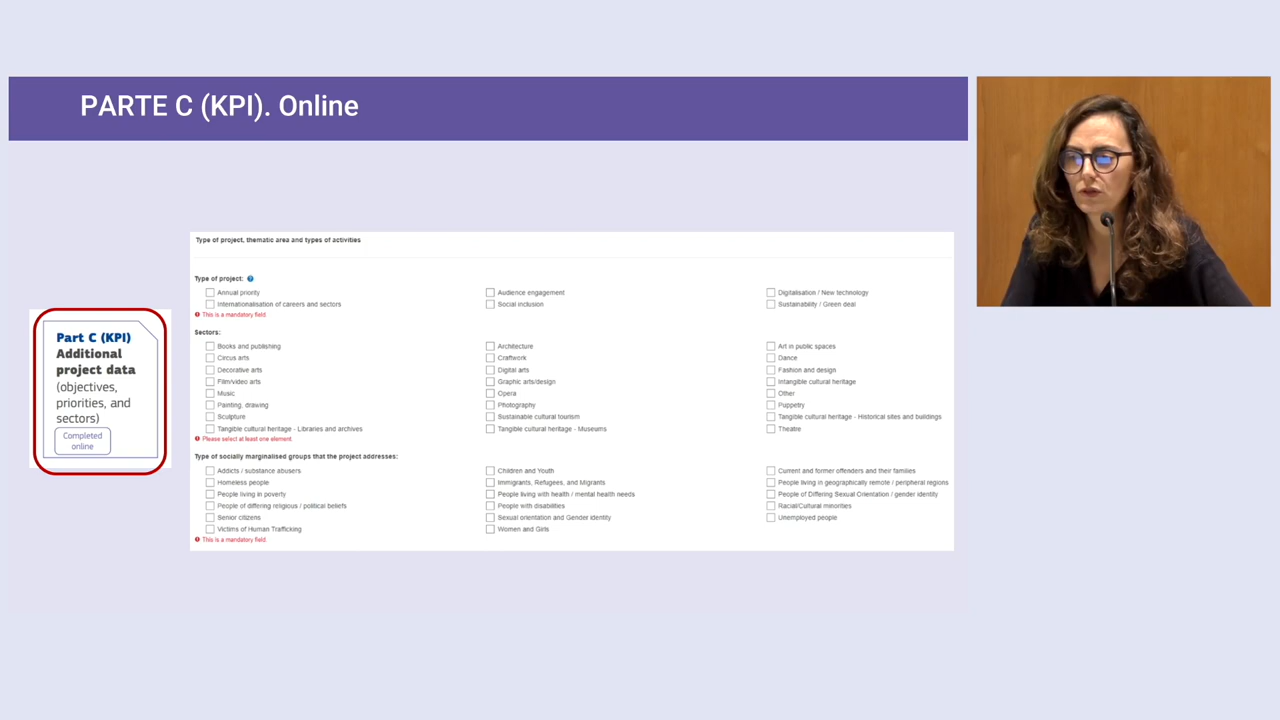 PARTE C (KPI). Online
Part C (KPI)
Additional
project data
(objectives,
priorities, and
sectors)
Completed
online
Type of project, thematic area and types of activities
Type of project:
Annual priority
Audience engagement
Digitalisation / New technology
Internationalisation of careers and sectors
Social inclusion
Sustainability / Green deal
This is a mandatory field.
Sectors:
Books and publishing
Architecture
Art in public spaces
Circus arts
Craftwork
Dance
Decorative arts
Digital arts
Fashion and design
Film/video arts
Graphic arts/design
Intangible cultural heritage
Music
Opera
Other
Painting, drawing
Photography
Puppetry
Sculpture
Sustainable cultural tourism
Tangible cultural heritage - Historical sites and buildings
Tangible cultural heritage - Libraries and archives
Tangible cultural heritage - Museums
Theatre
Please select at least one element.
Type of socially marginalised groups that the project addresses:
Addicts / substance abusers
Children and Youth
Current and former offenders and their families
Homeless people
Immigrants, Refugees, and Migrants
People living in geographically remote / peripheral regions
People living in poverty
People living with health / mental health needs
People of Differing Sexual Orientation / gender identity
People of differing religious / political beliefs
People with disabilities
Racial/Cultural minorities
Senior citizens
Sexual orientation and Gender identity
Unemployed people
Victims of Human Trafficking
Women and Girls
This is a mandatory field.